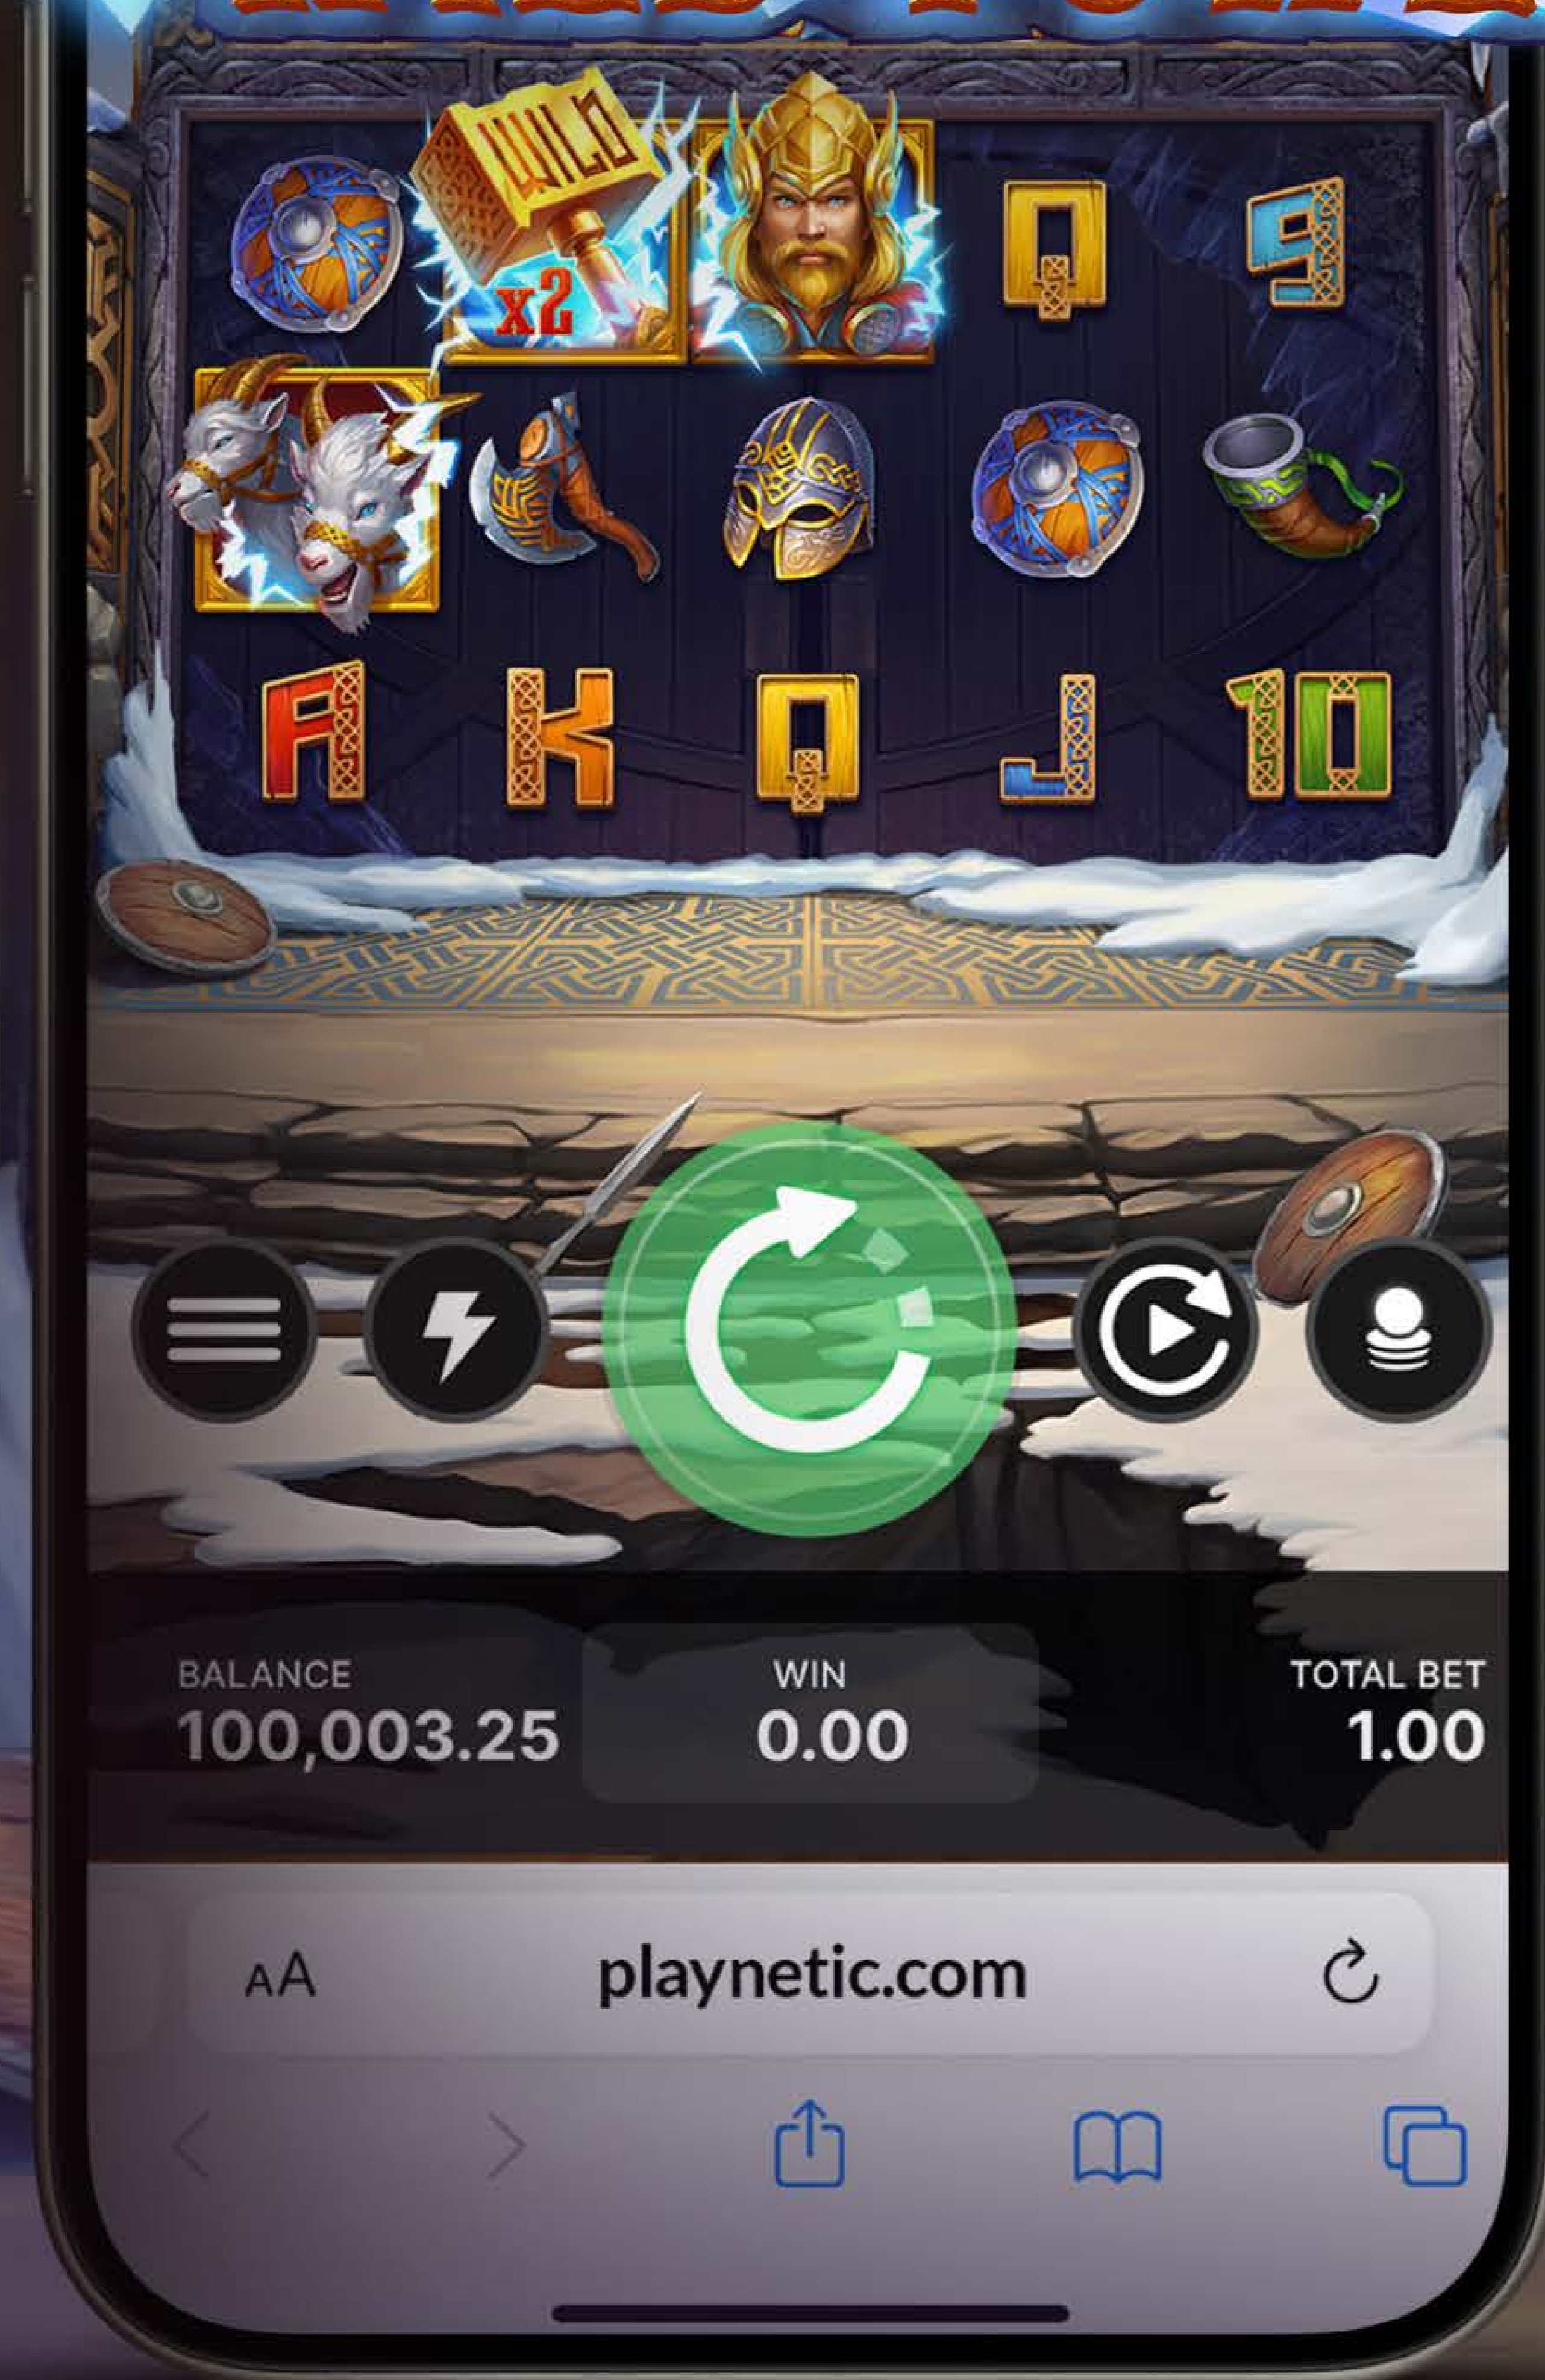 WILD
x2
Q
9
A
K
Q
J
10
BALANCE
WIN
TOTAL BET
100,003.25
0.00
1.00
AA
playnetic.com